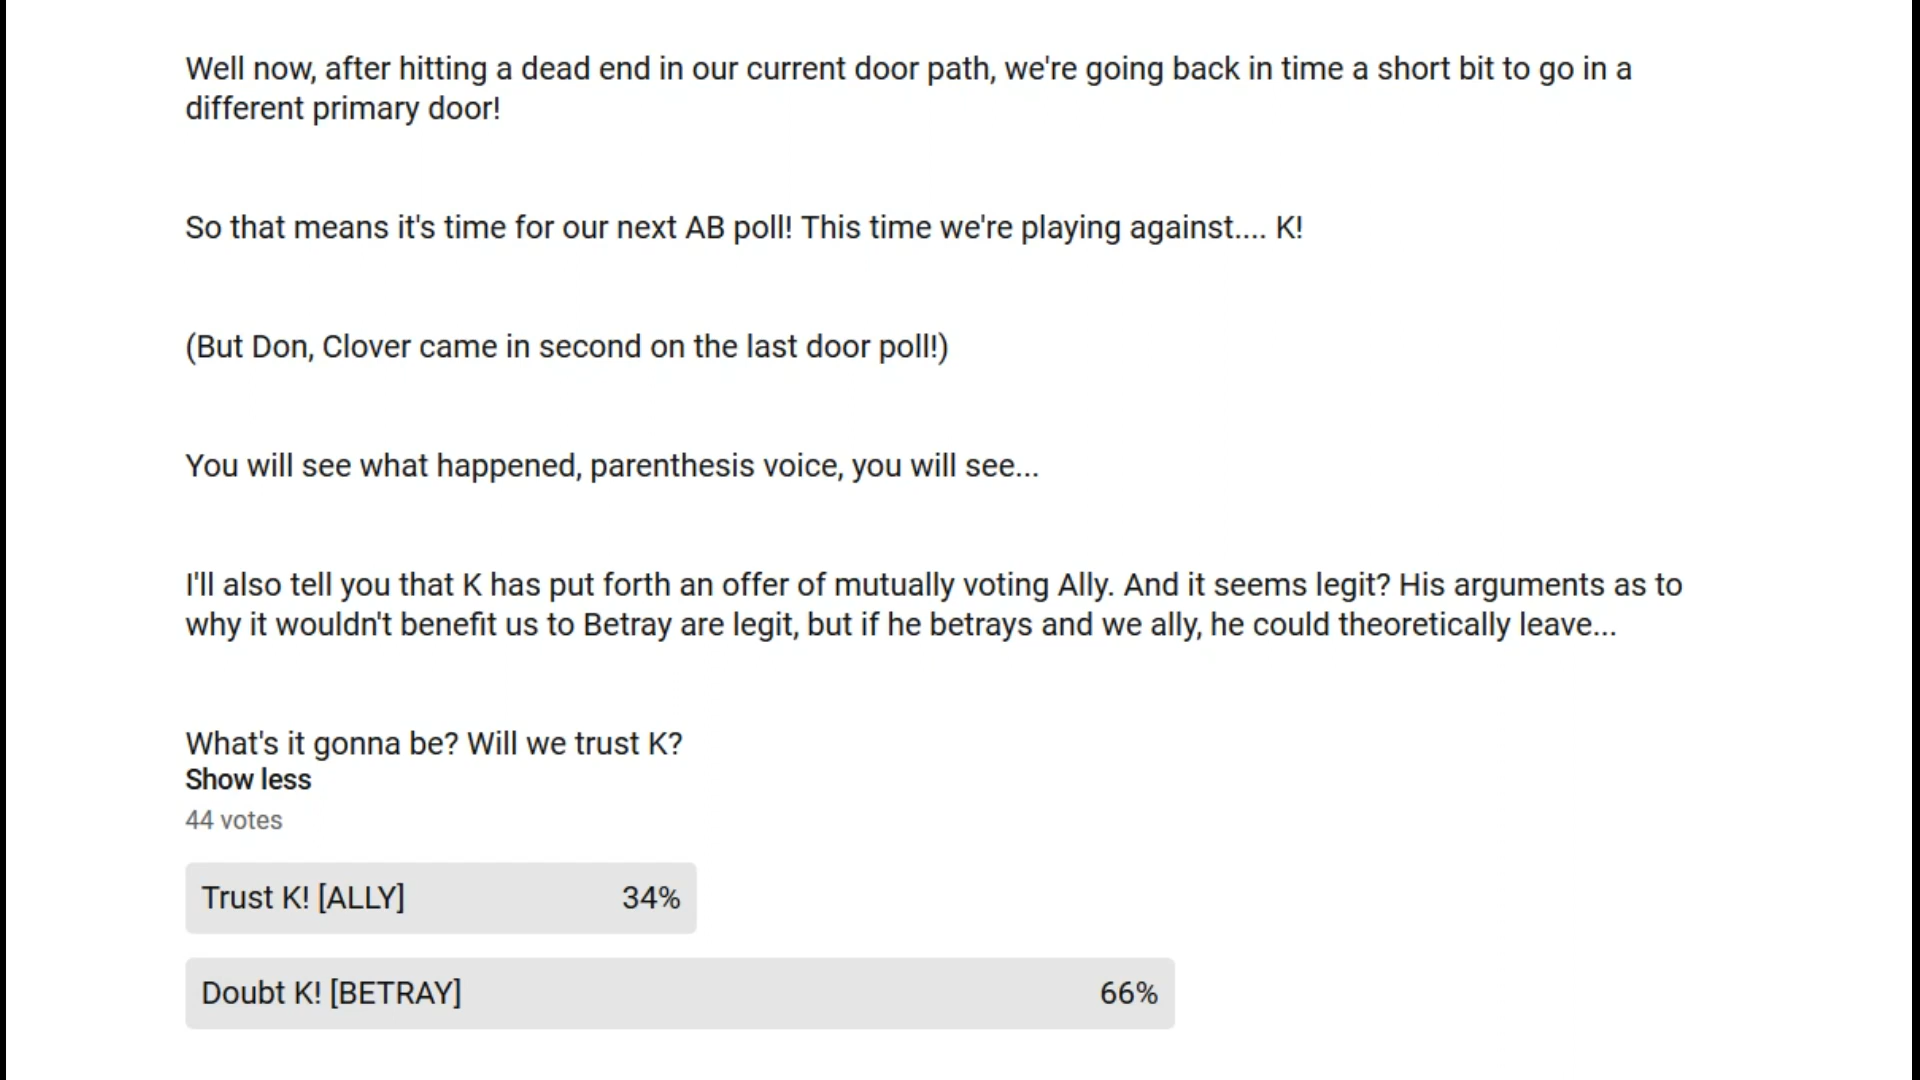 Well now, after hitting a dead end in our current door path, we're going back in time a short bit to go in a
different primary door!
So that means it's time for our next AB poll! This time we're playing against.... K!
(But Don, Clover came in second on the last door poll!)
You will see what happened, parenthesis voice, you will see...
I'll also tell you that K has put forth an offer of mutually voting Ally. And it seems legit? His arguments as to
why it wouldn't benefit us to Betray are legit, but if he betrays and we ally, he could theoretically leave...
What's it gonna be? Will we trust K?
Show less
44 votes
Trust K! [ALLY] 34%
Doubt K! [BETRAY] 66%